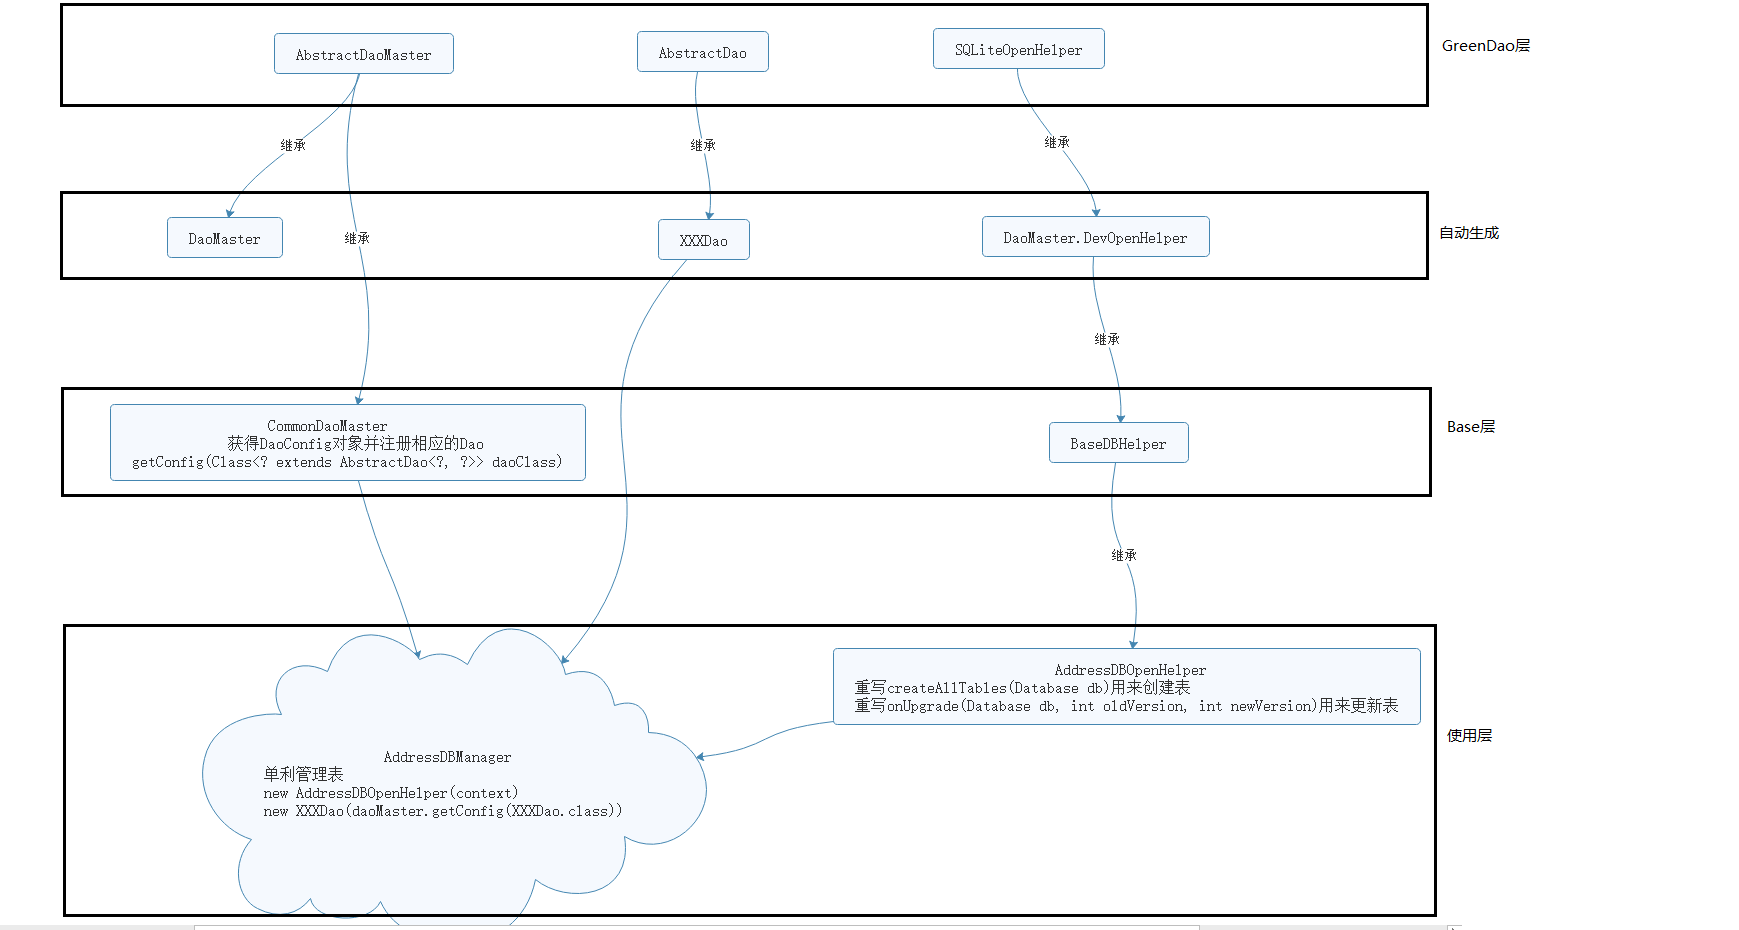 AbstractDaoMaster
AbstractDao
SQLiteOpenHelper
GreenDao层
继承
继承
继承
DaoMaster
继承
XXXDao
DaoMaster.DevOpenHelper
自动生成
继承
CommonDaoMaster
获得DaoConfig对象并注册相应的Dao
getConfig(Class<? extends AbstractDao<?, ?>> daoClass)
BaseDBHelper
Base层
继承
AddressDBOpenHelper
重写createAllTables(Database db)用来创建表
重写onUpgrade(Database db, int oldVersion, int newVersion)用来更新表
使用层
AddressDBManager
单利管理表
new AddressDBOpenHelper(context)
new XXXDao(daoMaster.getConfig(XXXDao.class))